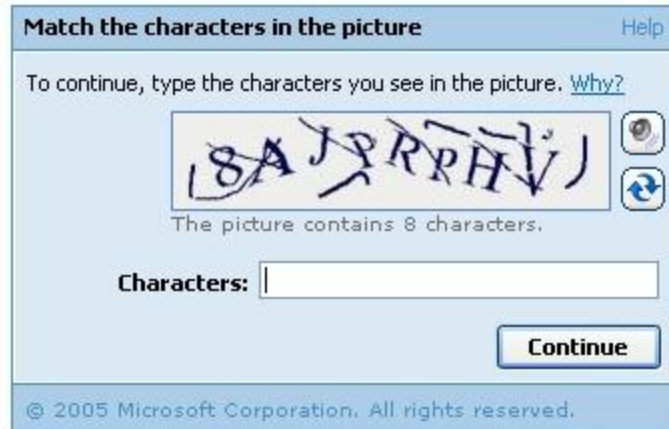 Match the characters in the picture
Help
To continue, type the characters you see in the picture. Why?
The picture contains 8 characters.
Characters:
Continue
© 2005 Microsoft Corporation. All rights reserved.